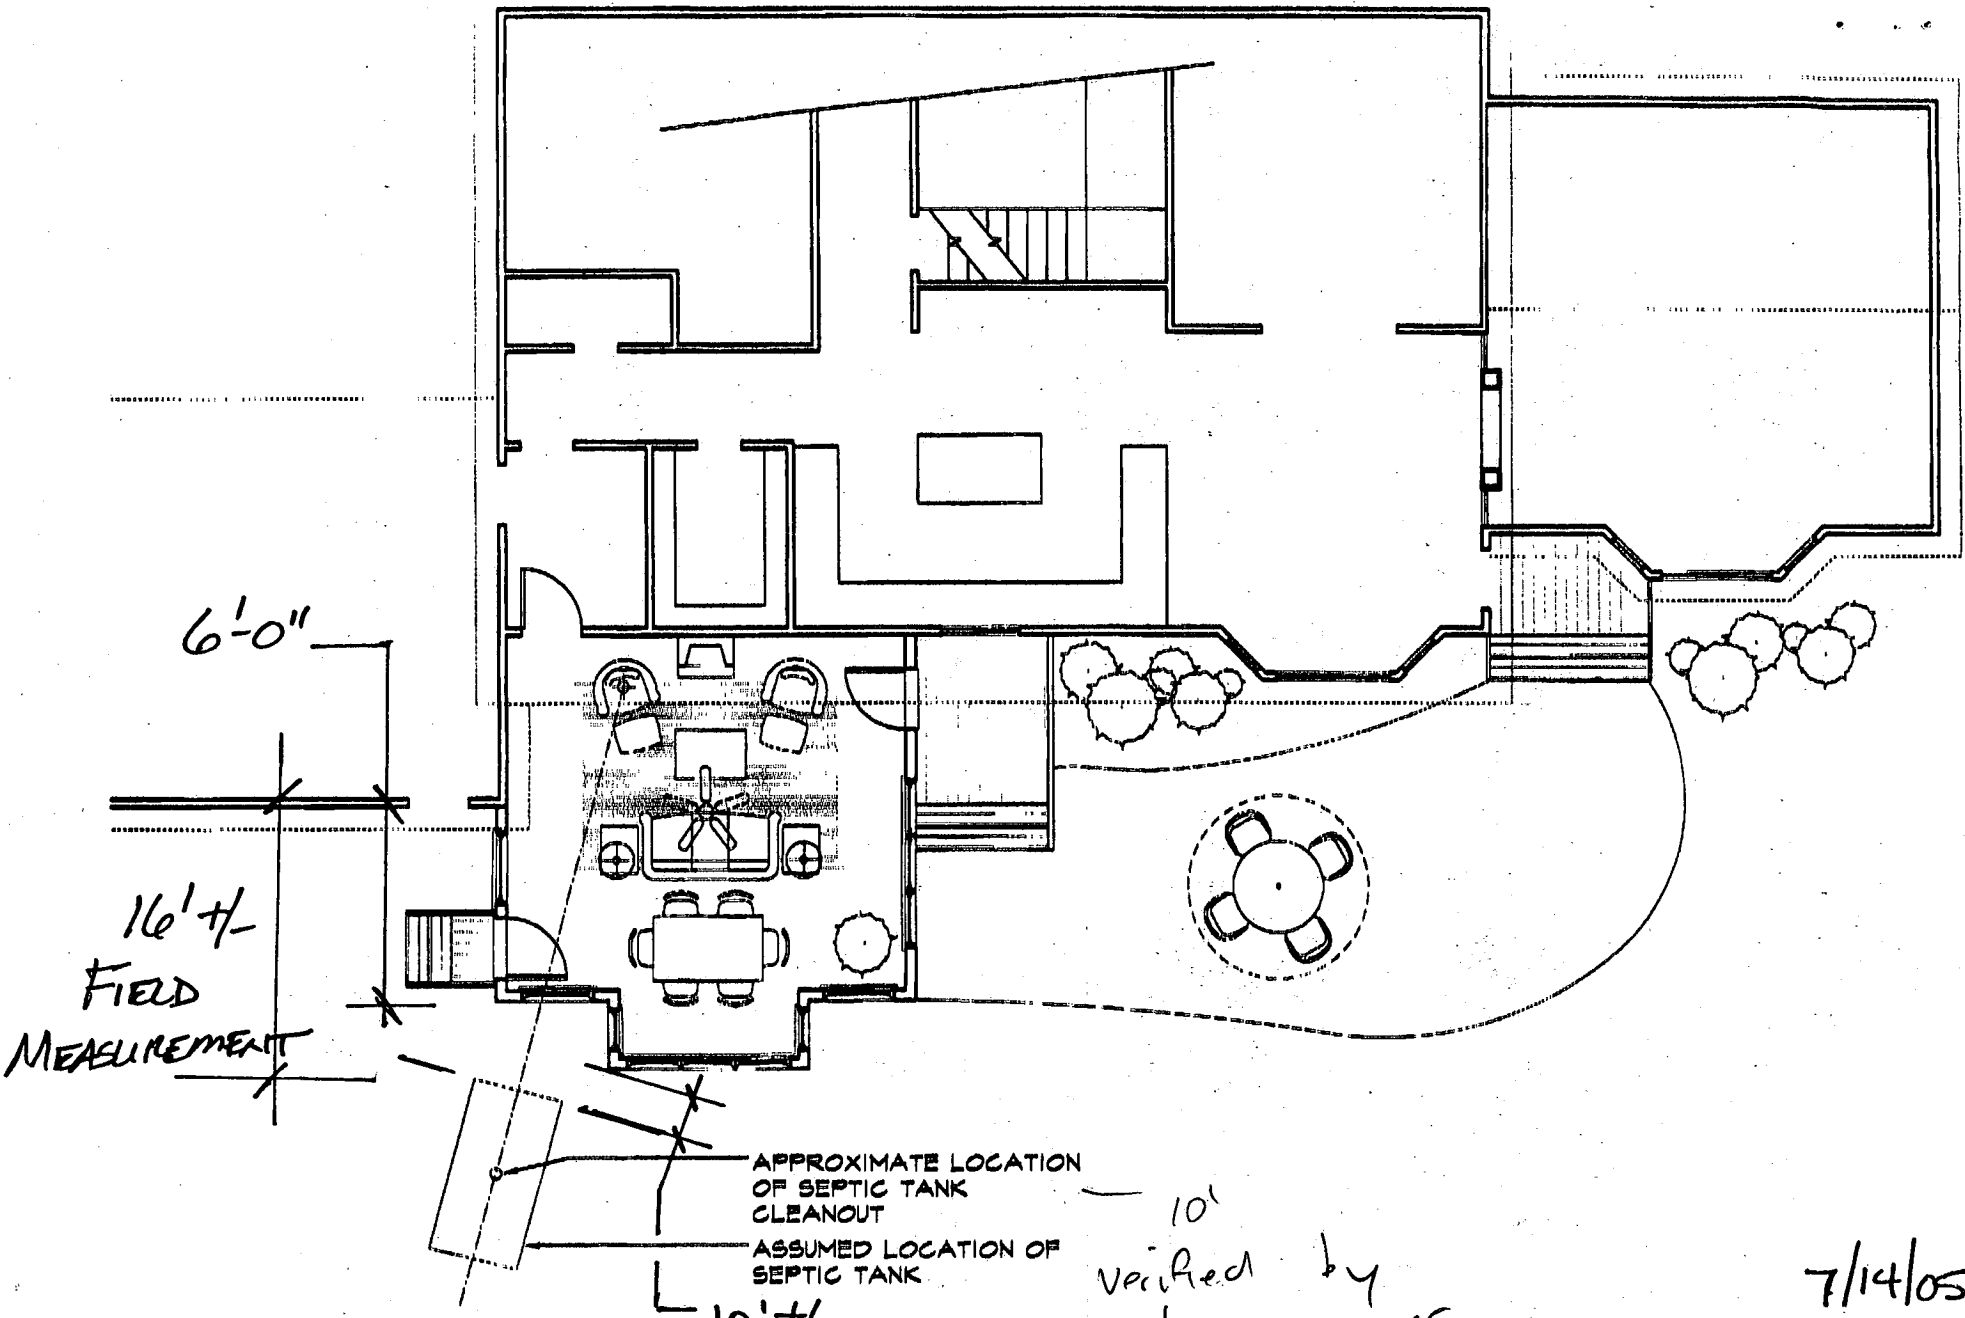 6'-0"
16' +/-
FIELD
MEASUREMENT
APPROXIMATE LOCATION
OF SEPTIC TANK
CLEANOUT
ASSUMED LOCATION OF
SEPTIC TANK
10'
verified by
10' +/-
7/14/05